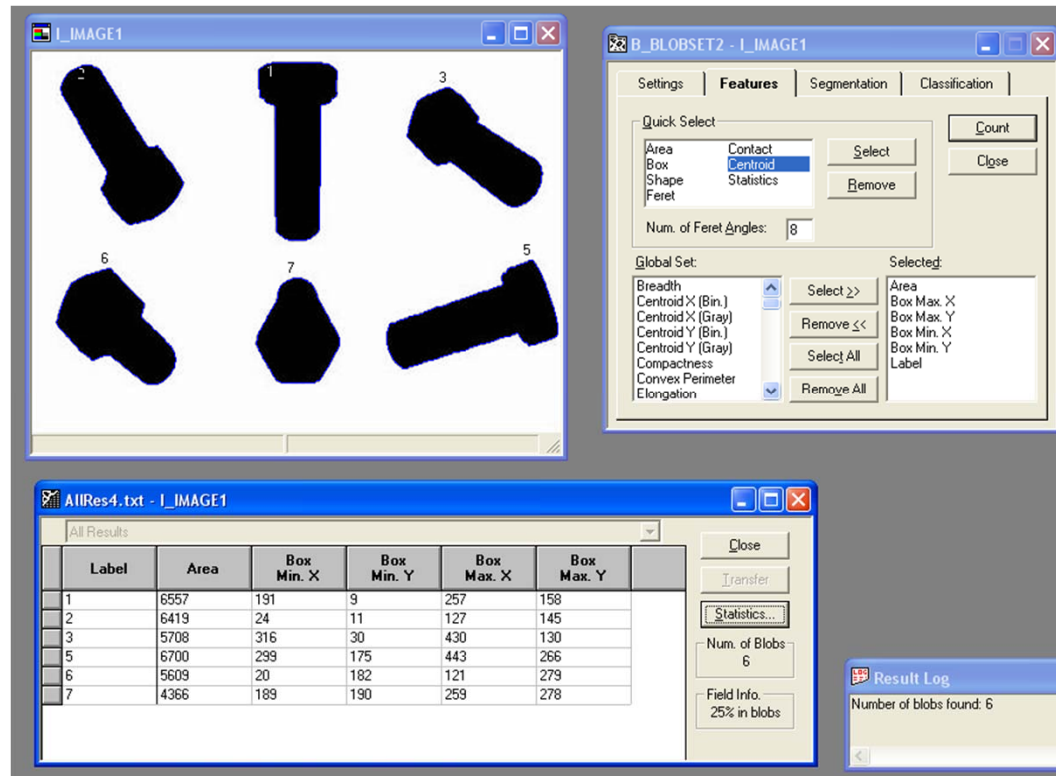 I_IMAGE1
2
1
3
6
7
5
B_BLOBSET2 - I_IMAGE1
Settings Features Segmentation Classification
Quick Select
Area Contact
Box Centroid
Shape Statistics
Feret
Select
Remove
Num. of Feret Angles: 8
Count
Close
Global Set:
Breadth
Centroid X (Bin.)
Centroid X (Gray)
Centroid Y (Bin.)
Centroid Y (Gray)
Compactness
Convex Perimeter
Elongation
Select >>
Remove <<
Select All
Remove All
Selected:
Area
Box Max. X
Box Max. Y
Box Min. X
Box Min. Y
Label
AllRes4.txt - I_IMAGE1
All Results
Label Area Box Min. X Box Min. Y Box Max. X Box Max. Y
1 6557 191 9 257 158
2 6419 24 11 127 145
3 5708 316 30 430 130
5 6700 299 175 443 266
6 5609 20 182 121 279
7 4366 189 190 259 278
Close
Transfer
Statistics...
Num. of Blobs
6
Field Info.
25% in blobs
LOG
Result Log
Number of blobs found: 6